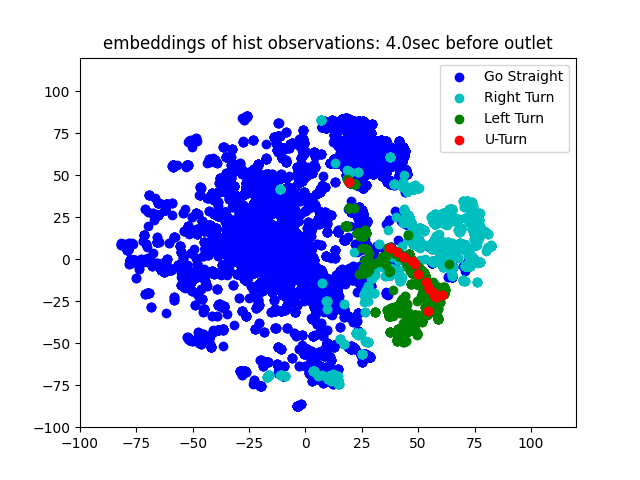 embeddings of hist observations: 4.0sec before outlet
Go Straight
Right Turn
Left Turn
U-Turn
100
75
50
25
0
−25
−50
−75
−100
−100 −75 −50 −25 0 25 50 75 100